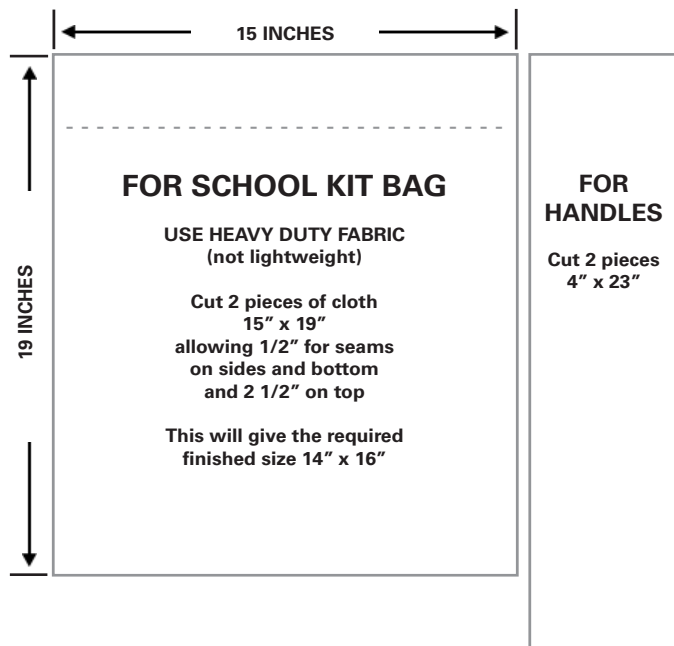 15 INCHES
19 INCHES
FOR SCHOOL KIT BAG
USE HEAVY DUTY FABRIC
(not lightweight)
Cut 2 pieces of cloth
15” x 19”
allowing 1/2” for seams
on sides and bottom
and 2 1/2” on top
This will give the required
finished size 14” x 16”
FOR
HANDLES
Cut 2 pieces
4” x 23”